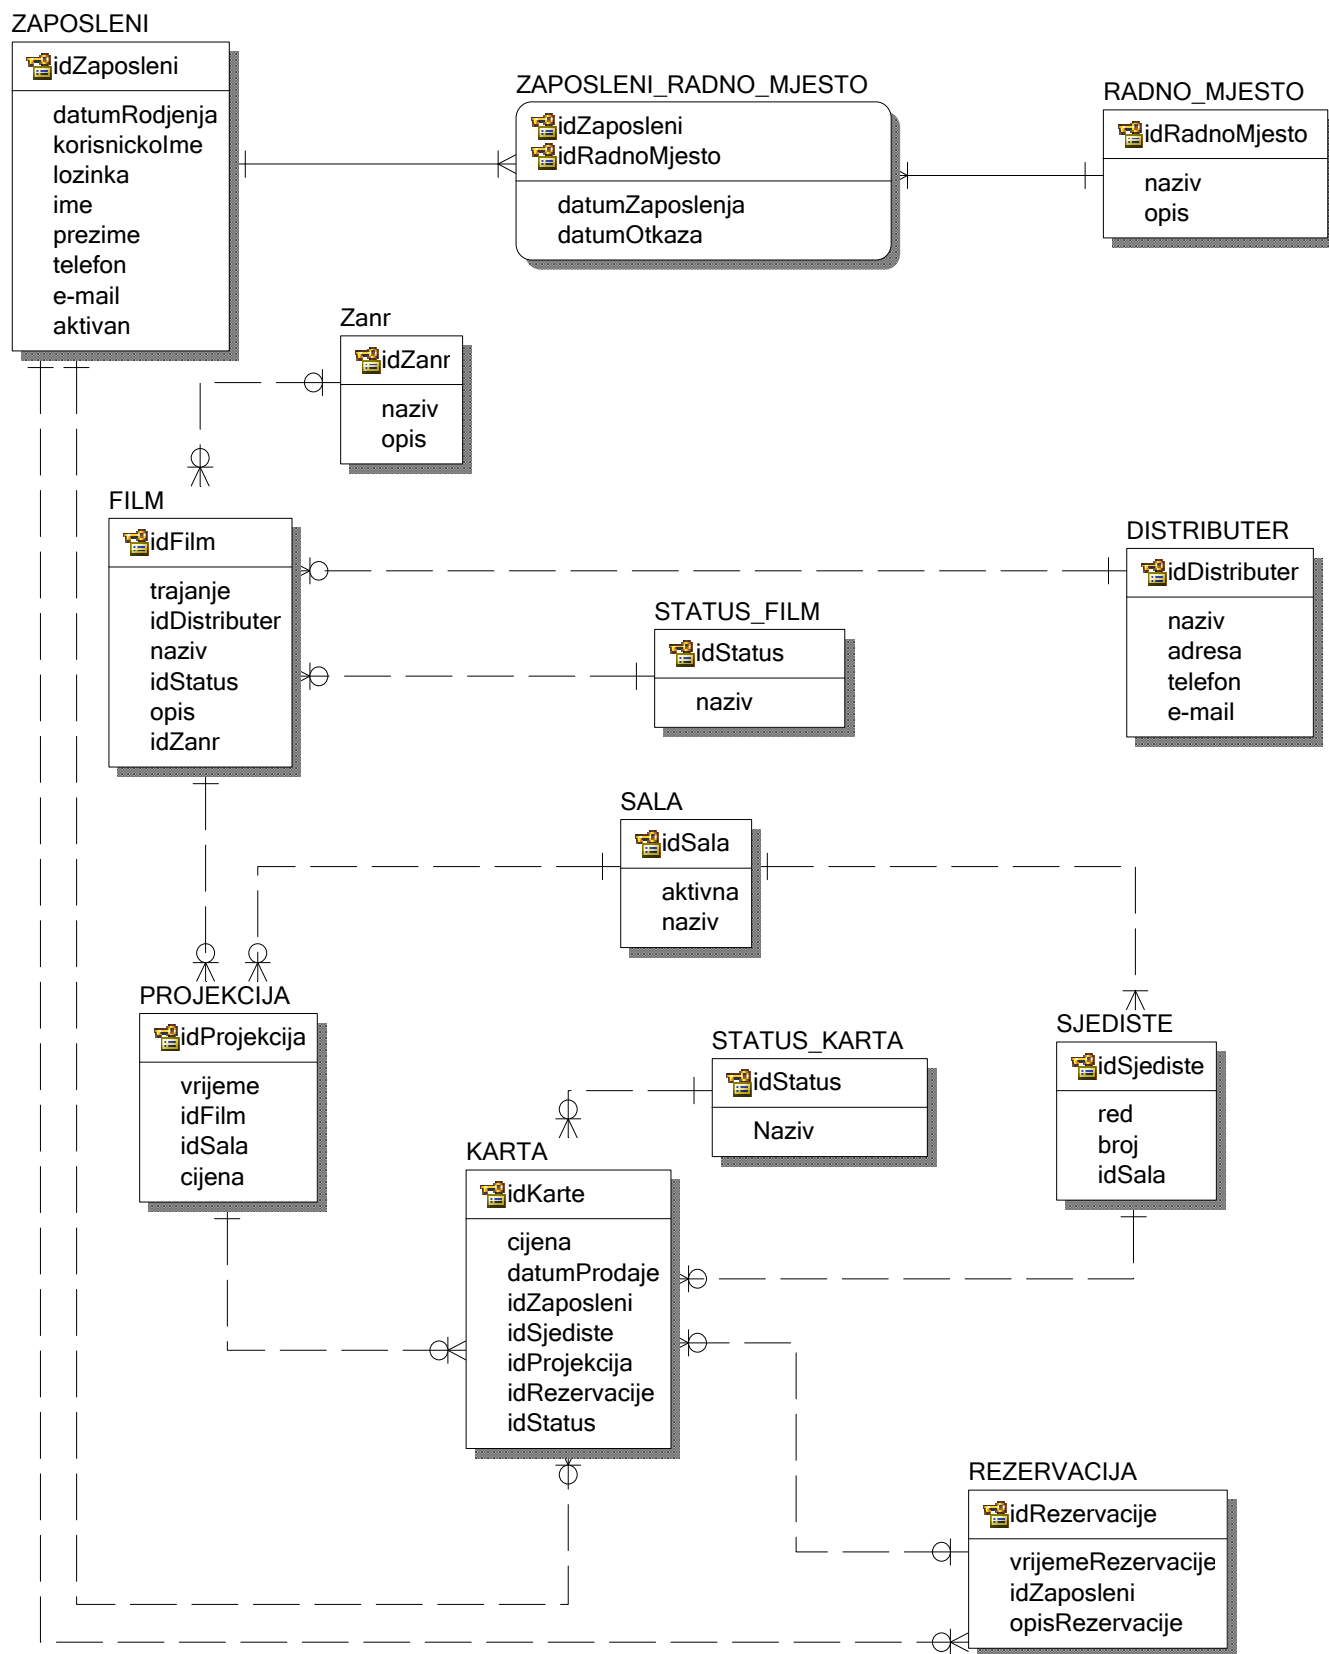 ZAPOSLENI
idZaposleni
datumRodjenja
korisnickoIme
lozinka
ime
prezime
telefon
e-mail
aktivan
ZAPOSLENI_RADNO_MJESTO
idZaposleni
idRadnoMjesto
datumZaposlenja
datumOtkaza
RADNO_MJESTO
idRadnoMjesto
naziv
opis
Zanr
idZanr
naziv
opis
FILM
idFilm
trajanje
idDistributer
naziv
idStatus
opis
idZanr
DISTRIBUTER
idDistributer
naziv
adresa
telefon
e-mail
STATUS_FILM
idStatus
naziv
SALA
idSala
aktivna
naziv
PROJEKCIJA
idProjekcija
vrijeme
idFilm
idSala
cijena
STATUS_KARTA
idStatus
Naziv
SJEDISTE
idSjediste
red
broj
idSala
KARTA
idKarte
cijena
datumProdaje
idZaposleni
idSjediste
idProjekcija
idRezervacije
idStatus
REZERVACIJA
idRezervacije
vrijemeRezervacije
idZaposleni
opisRezervacije